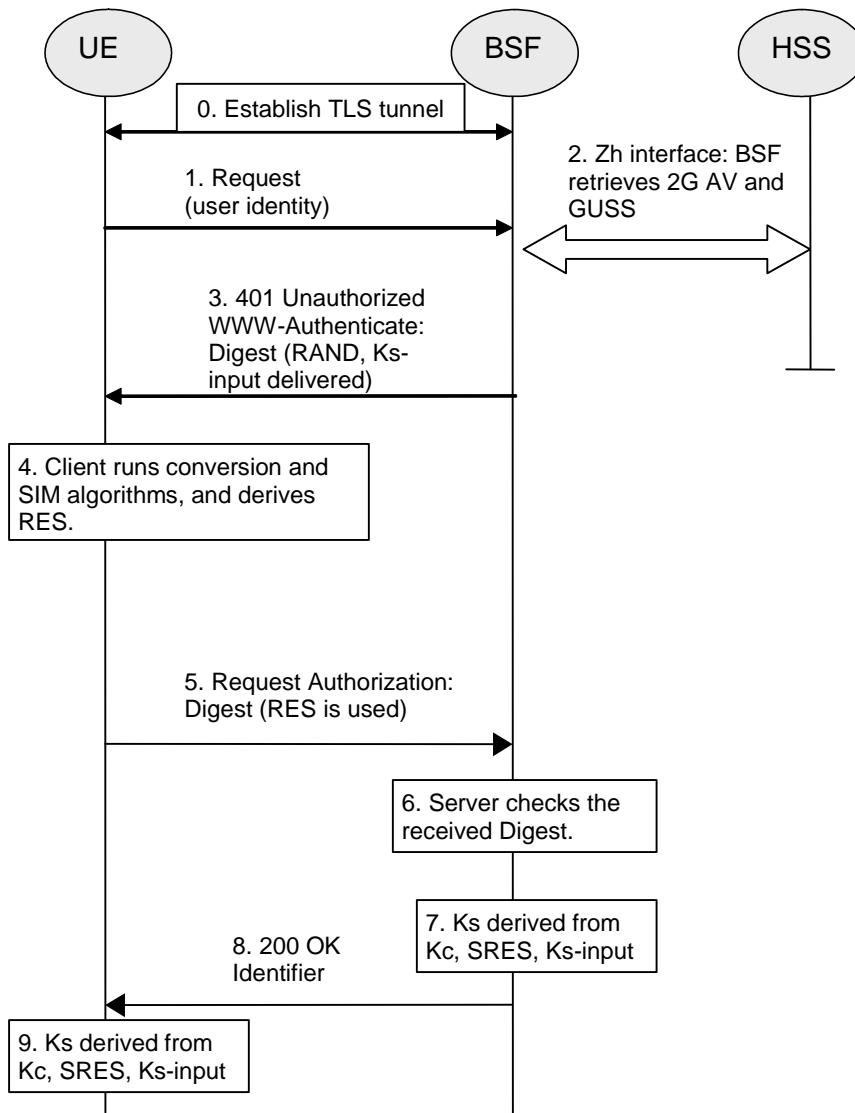 UE
BSF
HSS
0. Establish TLS tunnel
1. Request
(user identity)
2. Zh interface: BSF
retrieves 2G AV and
GUSS
3. 401 Unauthorized
WWW-Authenticate:
Digest (RAND, Ks-
input delivered)
4. Client runs conversion and
SIM algorithms, and derives
RES.
5. Request Authorization:
Digest (RES is used)
6. Server checks the
received Digest.
7. Ks derived from
Kc, SRES, Ks-input
8. 200 OK
Identifier
9. Ks derived from
Kc, SRES, Ks-input